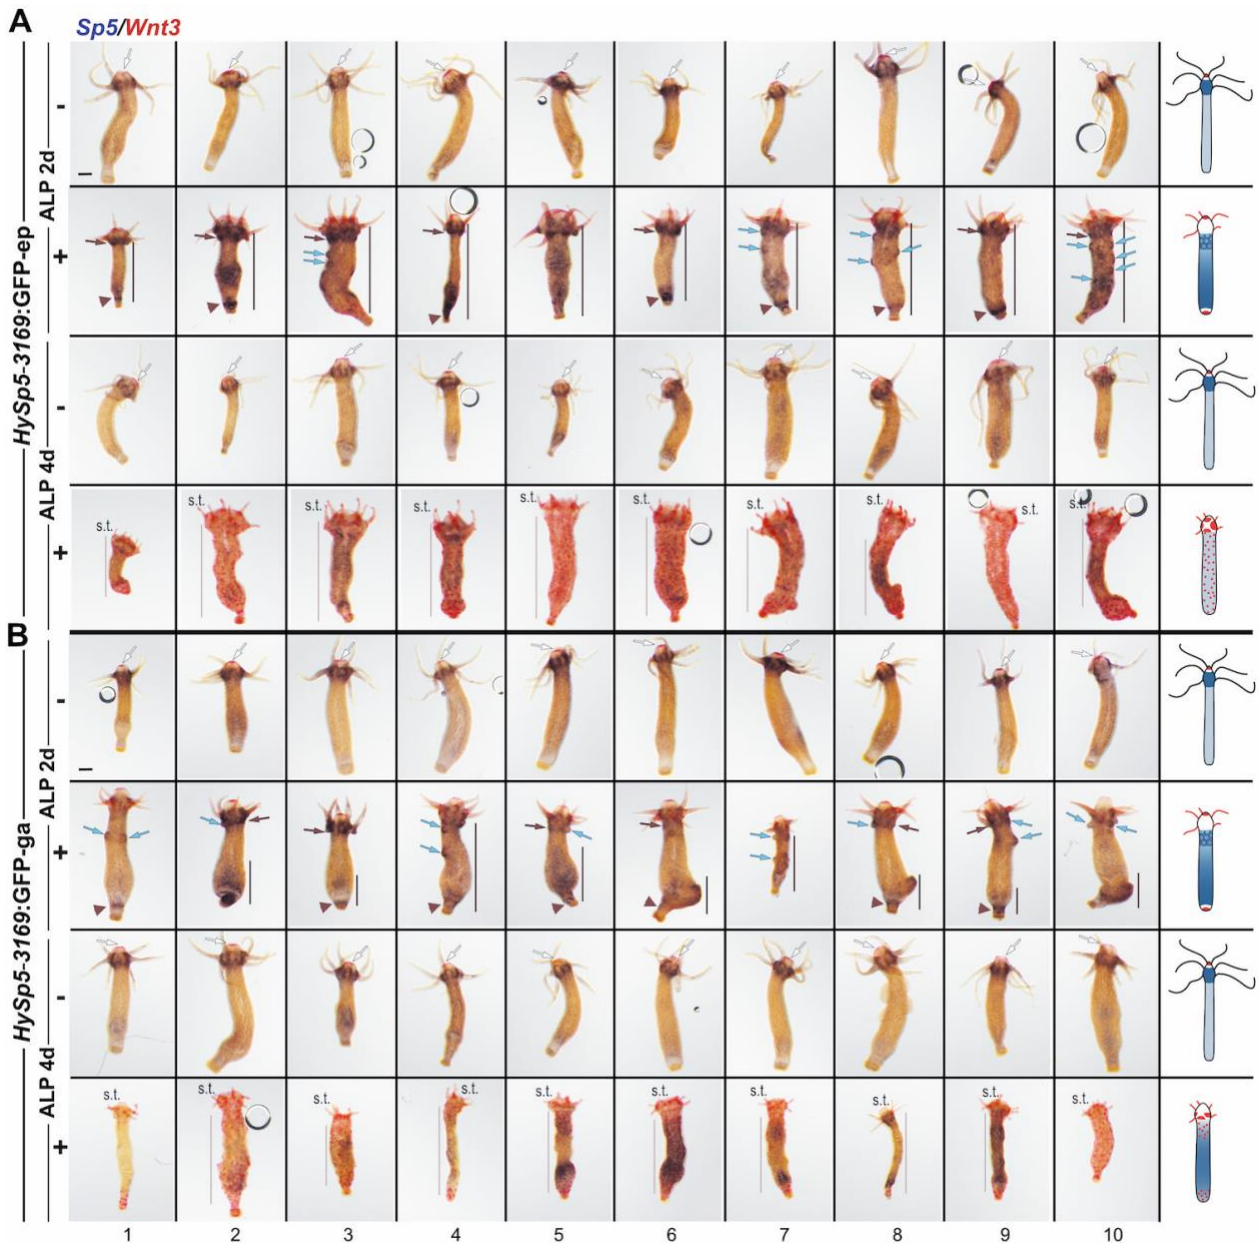 A
Sp5/Wnt3
HySp5-3169:GFP-ep
ALP 2d
-
+
ALP 4d
-
+
s.t. s.t. s.t. s.t. s.t. s.t. s.t. s.t. s.t. s.t.
B
HySp5-3169:GFP-ga
ALP 2d
-
+
ALP 4d
-
+
s.t. s.t. s.t. s.t. s.t. s.t. s.t. s.t. s.t. s.t.
1 2 3 4 5 6 7 8 9 10